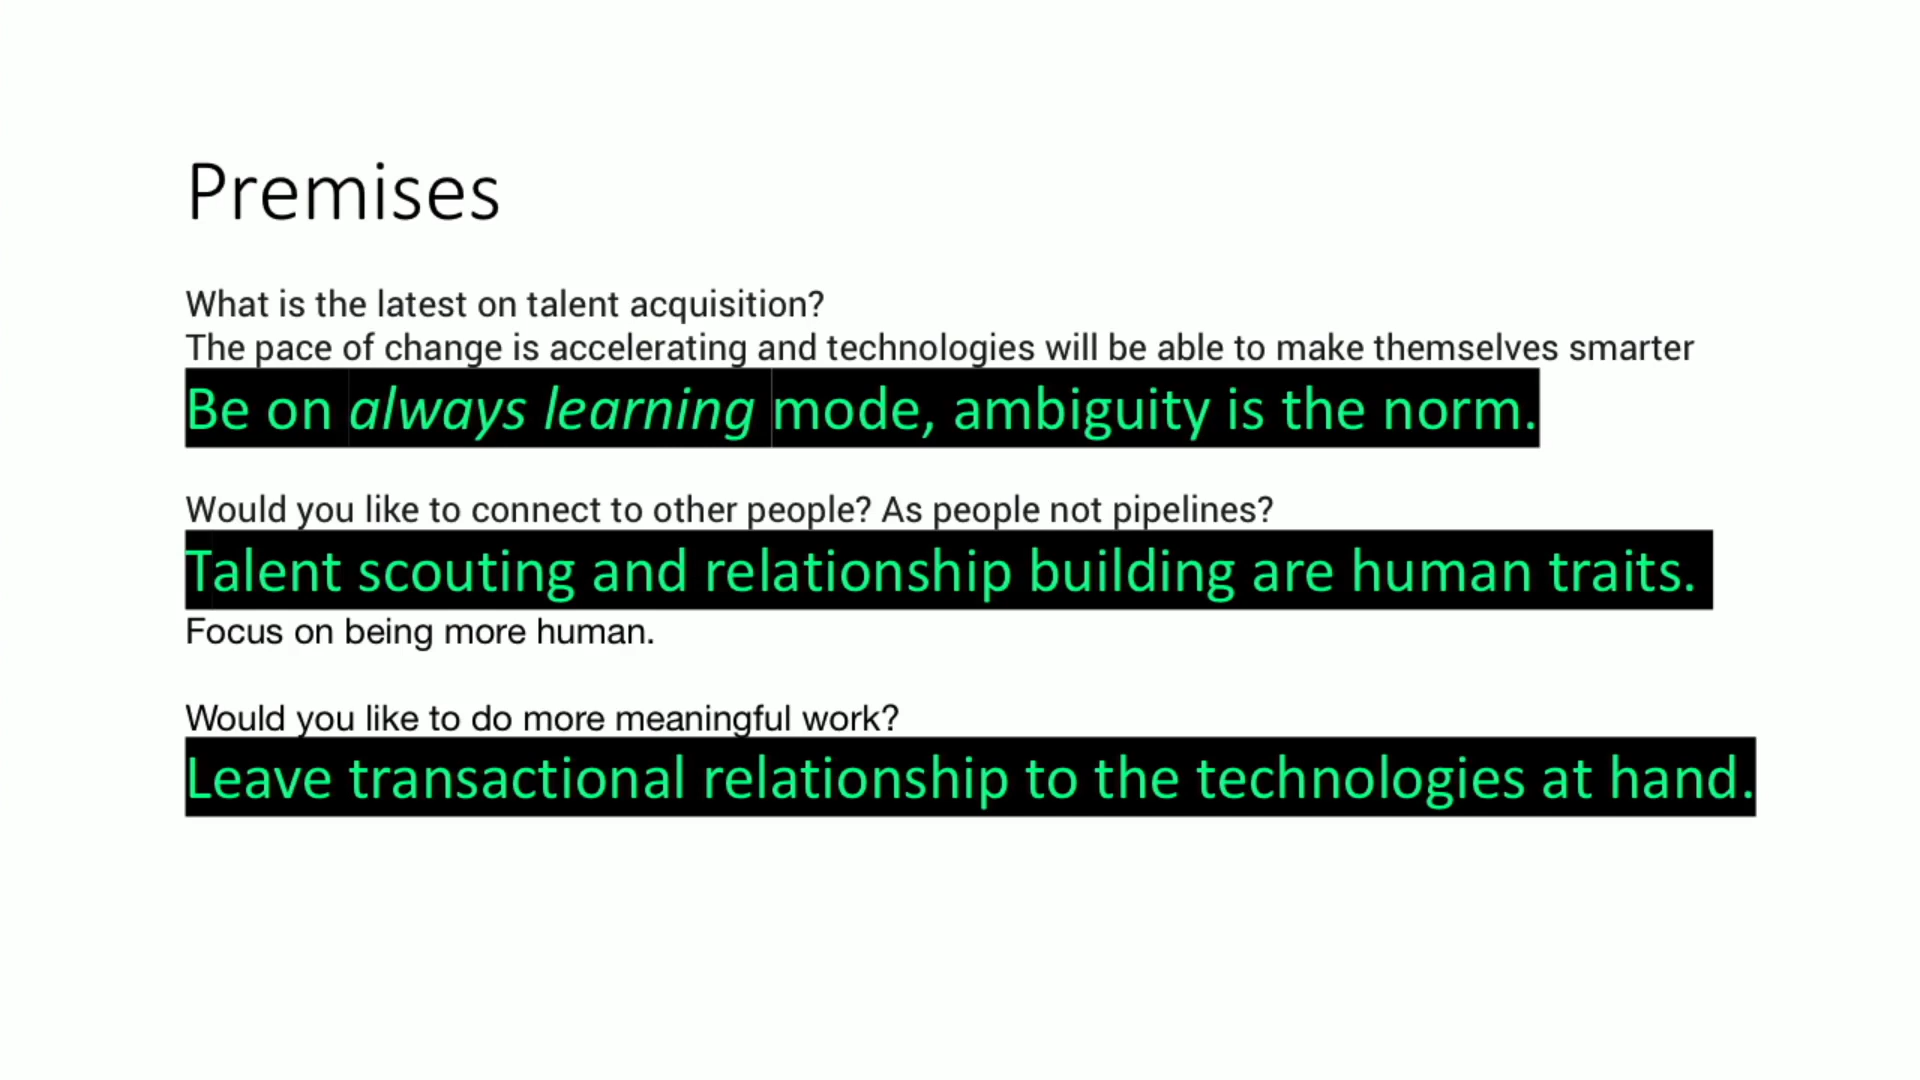 Premises
What is the latest on talent acquisition?
The pace of change is accelerating and technologies will be able to make themselves smarter
Be on always learning mode, ambiguity is the norm.
Would you like to connect to other people? As people not pipelines?
Talent scouting and relationship building are human traits.
Focus on being more human.
Would you like to do more meaningful work?
Leave transactional relationship to the technologies at hand.